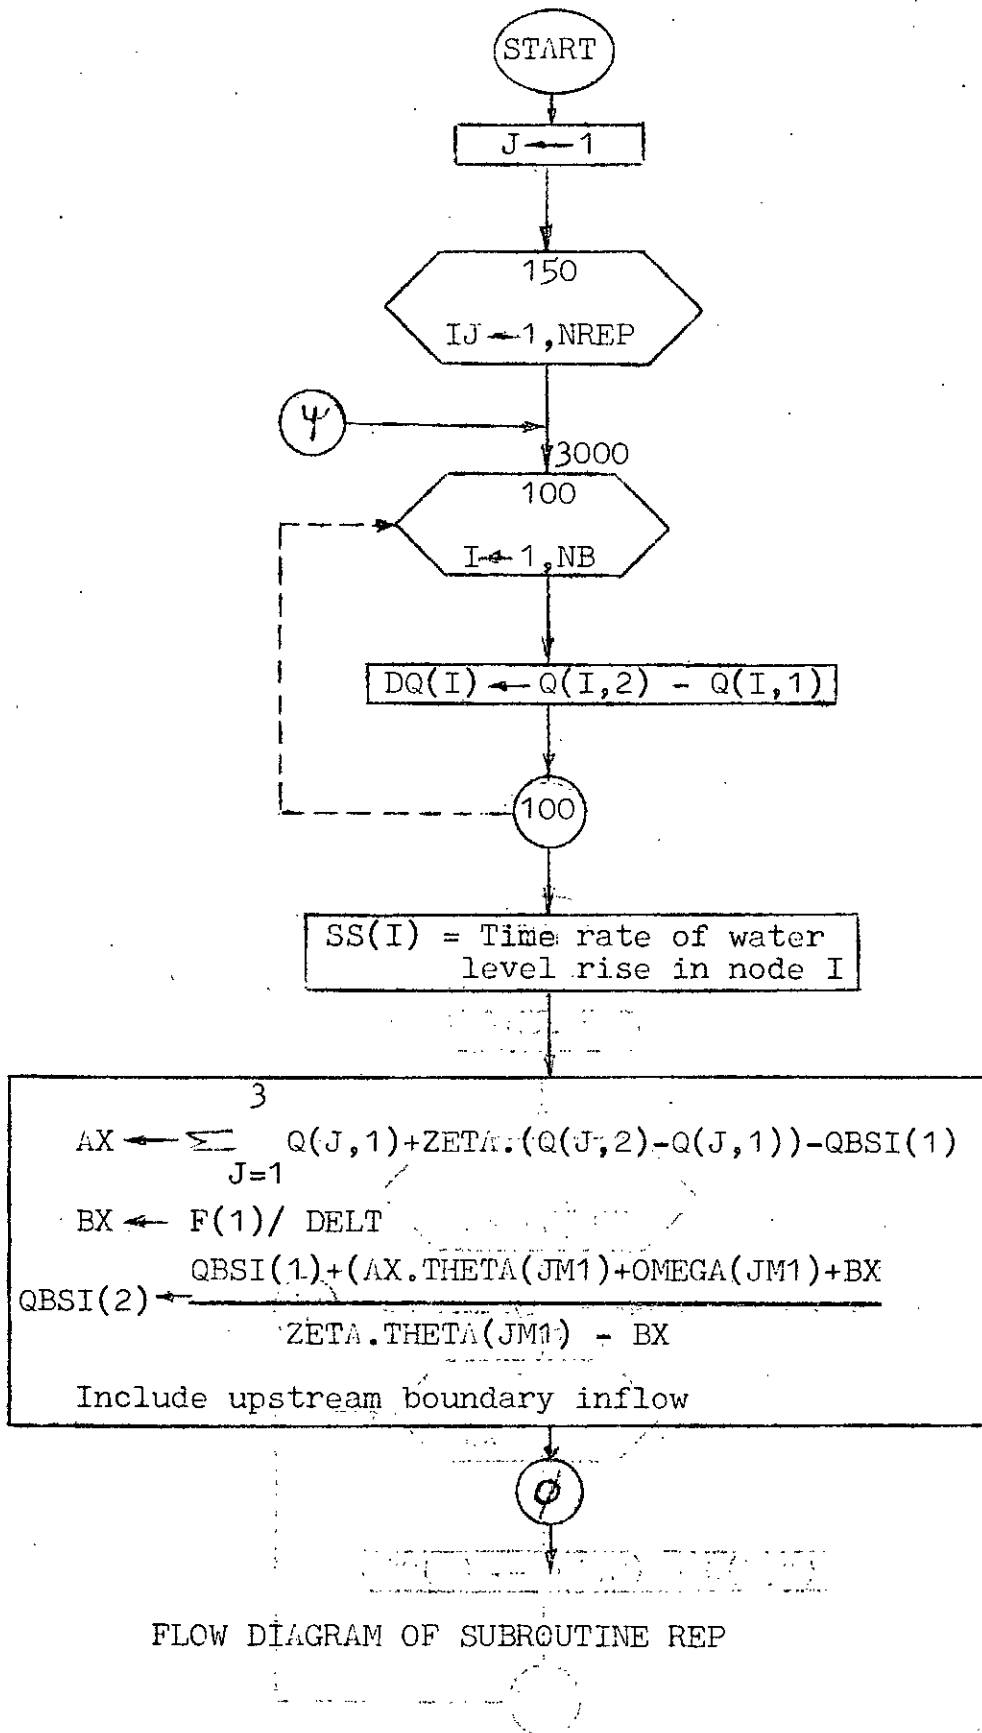 START
J ← 1
150
IJ ← 1,NREP
ψ
3000
100
I ← 1,NB
DQ(I) ← Q(I,2) - Q(I,1)
100
SS(I) = Time rate of water
level rise in node I
3
AX ← Σ Q(J,1)+ZETA.(Q(J,2)-Q(J,1))-QBSI(1)
J=1
BX ← F(1)/ DELT
QBSI(1)+(AX.THETA(JM1)+OMEGA(JM1)+BX
QBSI(2) ←
ZETA.THETA(JM1) - BX
Include upstream boundary inflow
φ
FLOW DIAGRAM OF SUBROUTINE REP